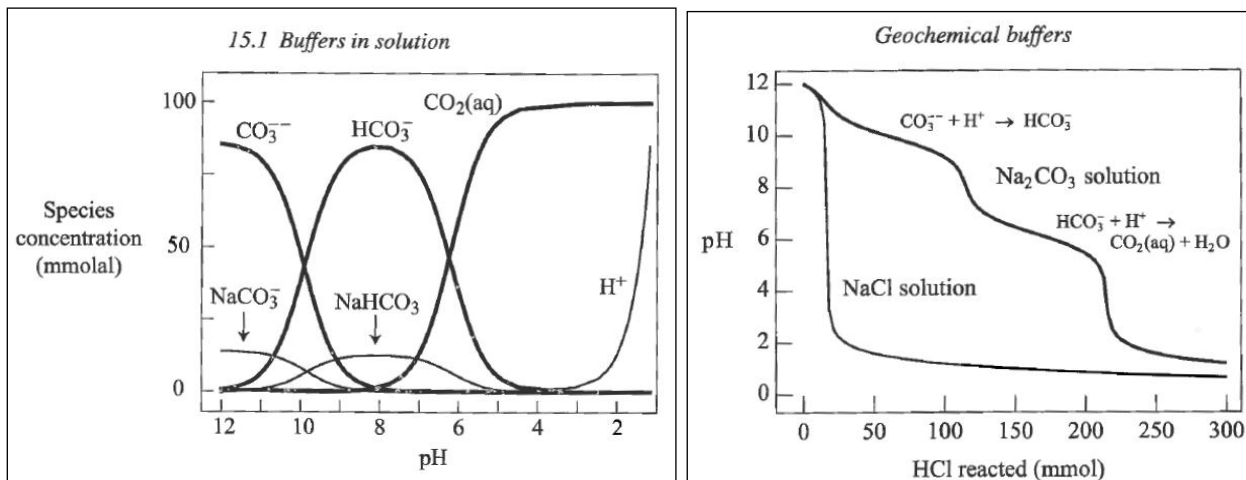 15.1 Buffers in solution
100
50
0
Species
concentration
(mmolal)
CO₃⁻⁻
HCO₃⁻
CO₂(aq)
NaCO₃⁻
NaHCO₃
H⁺
12
10
8
6
4
2
pH
Geochemical buffers
12
10
8
6
4
2
0
pH
CO₃⁻⁻ + H⁺ → HCO₃⁻
Na₂CO₃ solution
HCO₃⁻ + H⁺ →
CO₂(aq) + H₂O
NaCl solution
0
50
100
150
200
250
300
HCl reacted (mmol)